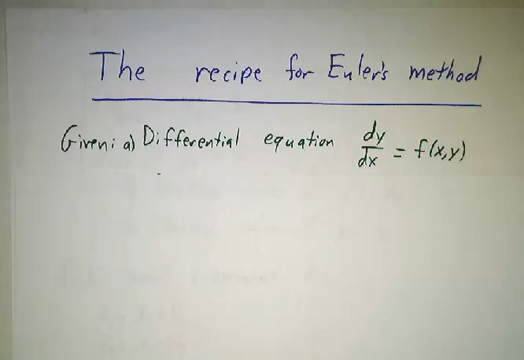 The recipe for Euler's method
Given: a) Differential equation dy/dx = f(x,y)